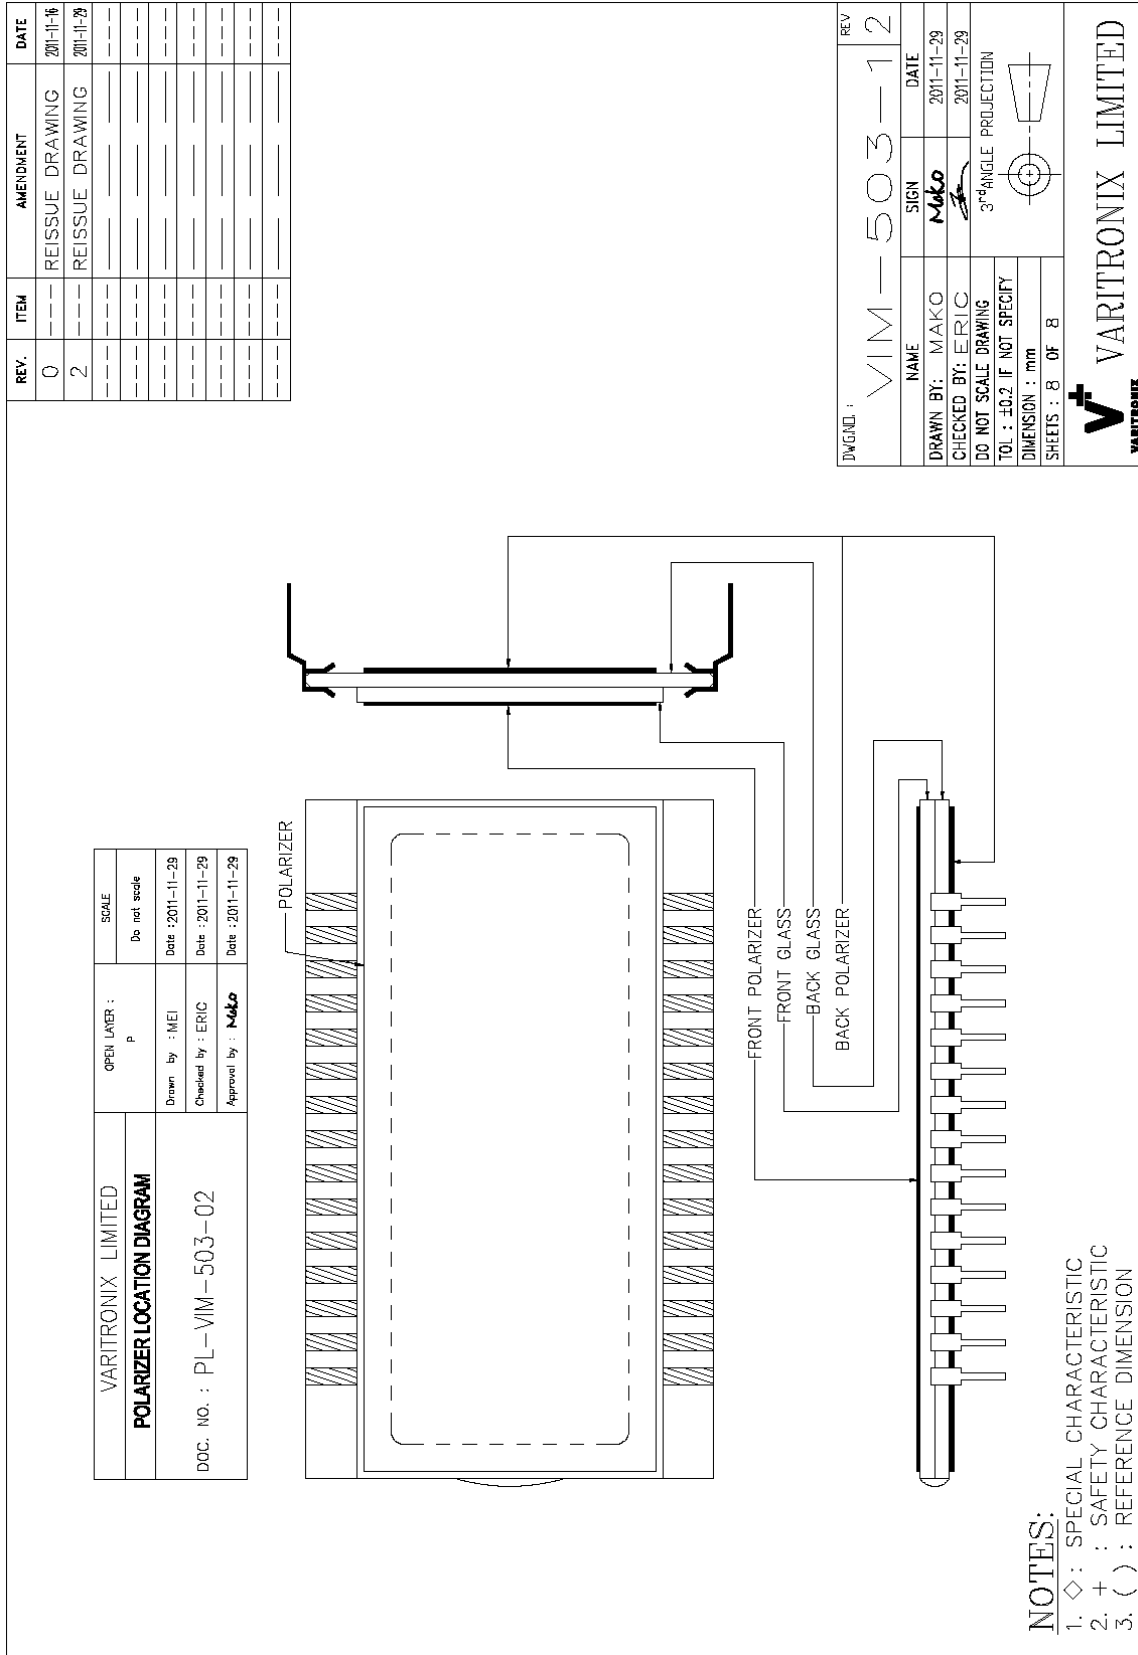 VARITRONIX LIMITED
POLARIZER LOCATION DIAGRAM
DOC. NO. : PL-VIM-503-02
OPEN LAYER :
P
SCALE
Do not scale
Drawn by : MEI
Date :2011-11-29
Checked by : ERIC
Date :2011-11-29
Approval by : Mako
Date :2011-11-29
REV. ITEM AMENDMENT DATE
0 ---- REISSUE DRAWING 2011-11-16
2 ---- REISSUE DRAWING 2011-11-29
POLARIZER
FRONT POLARIZER
FRONT GLASS
BACK GLASS
BACK POLARIZER
NOTES:
1. ◇: SPECIAL CHARACTERISTIC
2. + : SAFETY CHARACTERISTIC
3. ( ) : REFERENCE DIMENSION
DWG.NO. :
VIM-503-1
REV
2
NAME SIGN DATE
DRAWN BY: MAKO Mako 2011-11-29
CHECKED BY: ERIC 2011-11-29
DO NOT SCALE DRAWING
3rd ANGLE PROJECTION
TOL : ±0.2 IF NOT SPECIFY
DIMENSION : mm
SHEETS : 8 OF 8
VARITRONIX
VARITRONIX LIMITED